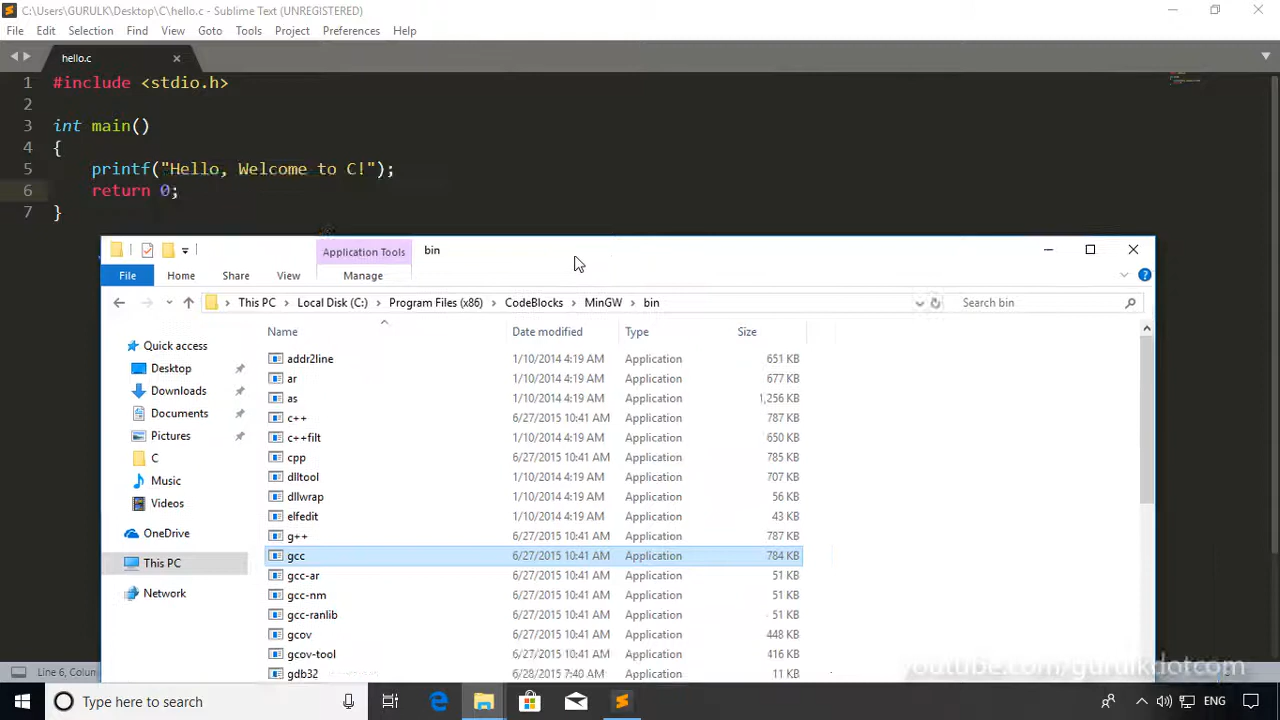 C:\Users\GURULK\Desktop\C\hello.c - Sublime Text (UNREGISTERED)
File Edit Selection Find View Goto Tools Project Preferences Help
hello.c
1 #include <stdio.h>
2
3 int main()
4 {
5 printf("Hello, Welcome to C!");
6 return 0;
7 }
Application Tools bin
File Home Share View Manage
This PC Local Disk (C:) Program Files (x86) CodeBlocks MinGW bin Search bin
Name Date modified Type Size
Quick access
Desktop
Downloads
Documents
Pictures
C
Music
Videos
OneDrive
This PC
Network
addr2line 1/10/2014 4:19 AM Application 651 KB
ar 1/10/2014 4:19 AM Application 677 KB
as 1/10/2014 4:19 AM Application 1,256 KB
c++ 6/27/2015 10:41 AM Application 787 KB
c++filt 1/10/2014 4:19 AM Application 650 KB
cpp 6/27/2015 10:41 AM Application 785 KB
dlltool 1/10/2014 4:19 AM Application 707 KB
dllwrap 1/10/2014 4:19 AM Application 56 KB
elfedit 1/10/2014 4:19 AM Application 43 KB
g++ 6/27/2015 10:41 AM Application 787 KB
gcc 6/27/2015 10:41 AM Application 784 KB
gcc-ar 6/27/2015 10:41 AM Application 51 KB
gcc-nm 6/27/2015 10:41 AM Application 51 KB
gcc-ranlib 6/27/2015 10:41 AM Application 51 KB
gcov 6/27/2015 10:41 AM Application 448 KB
gcov-tool 6/27/2015 10:41 AM Application 416 KB
gdb32 6/28/2015 7:40 AM Application 11 KB
Line 6, Colum
youtube.com/gurulkdotcom
Type here to search
ENG